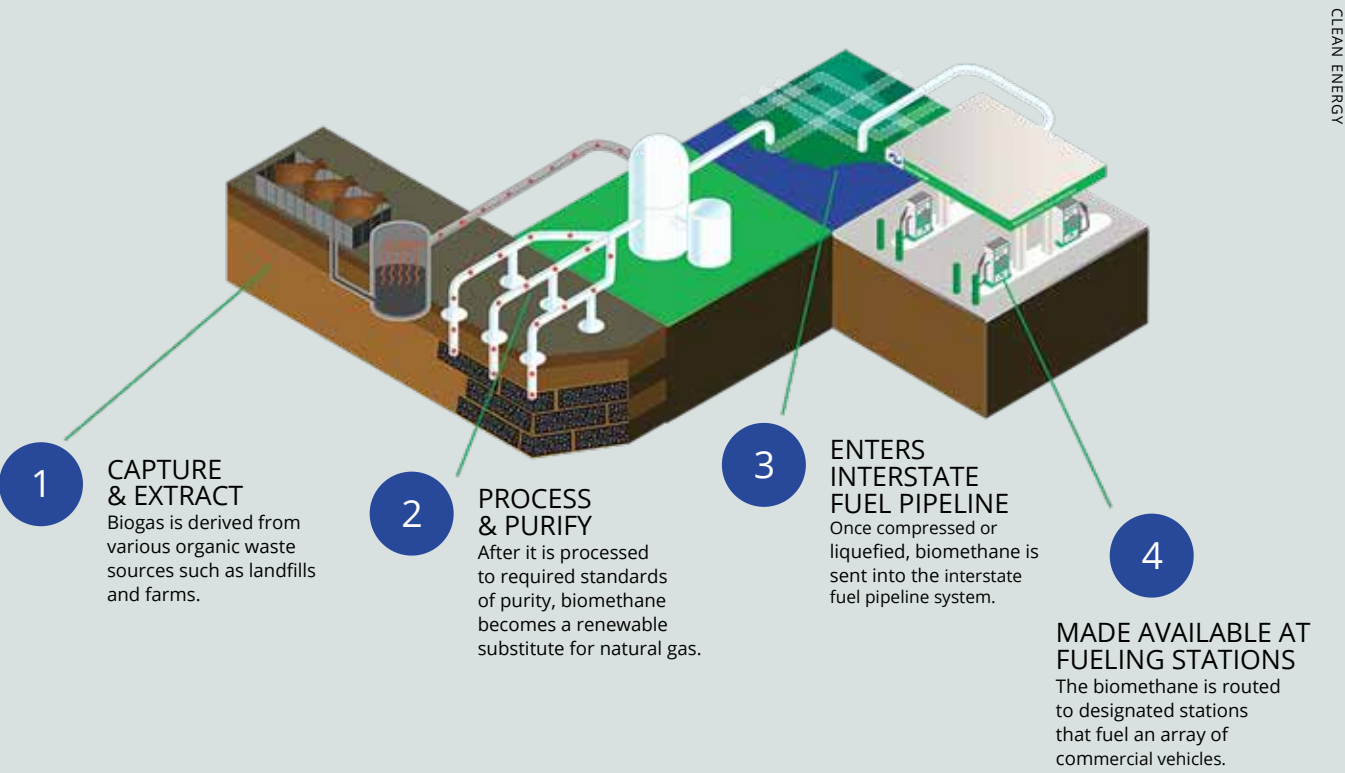 CLEAN ENERGY
1
CAPTURE
& EXTRACT
Biogas is derived from
various organic waste
sources such as landfills
and farms.
2
PROCESS
& PURIFY
After it is processed
to required standards
of purity, biomethane
becomes a renewable
substitute for natural gas.
3
ENTERS
INTERSTATE
FUEL PIPELINE
Once compressed or
liquefied, biomethane is
sent into the interstate
fuel pipeline system.
4
MADE AVAILABLE AT
FUELING STATIONS
The biomethane is routed
to designated stations
that fuel an array of
commercial vehicles.